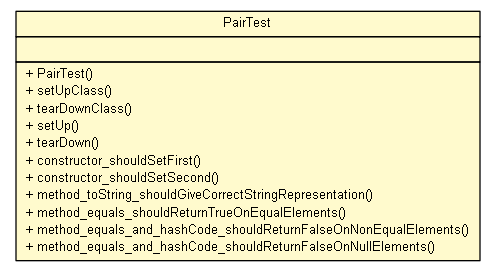 PairTest
+ PairTest()
+ setUpClass()
+ tearDownClass()
+ setUp()
+ tearDown()
+ constructor_shouldSetFirst()
+ constructor_shouldSetSecond()
+ method_toString_shouldGiveCorrectStringRepresentation()
+ method_equals_shouldReturnTrueOnEqualElements()
+ method_equals_and_hashCode_shouldReturnFalseOnNonEqualElements()
+ method_equals_and_hashCode_shouldReturnFalseOnNullElements()